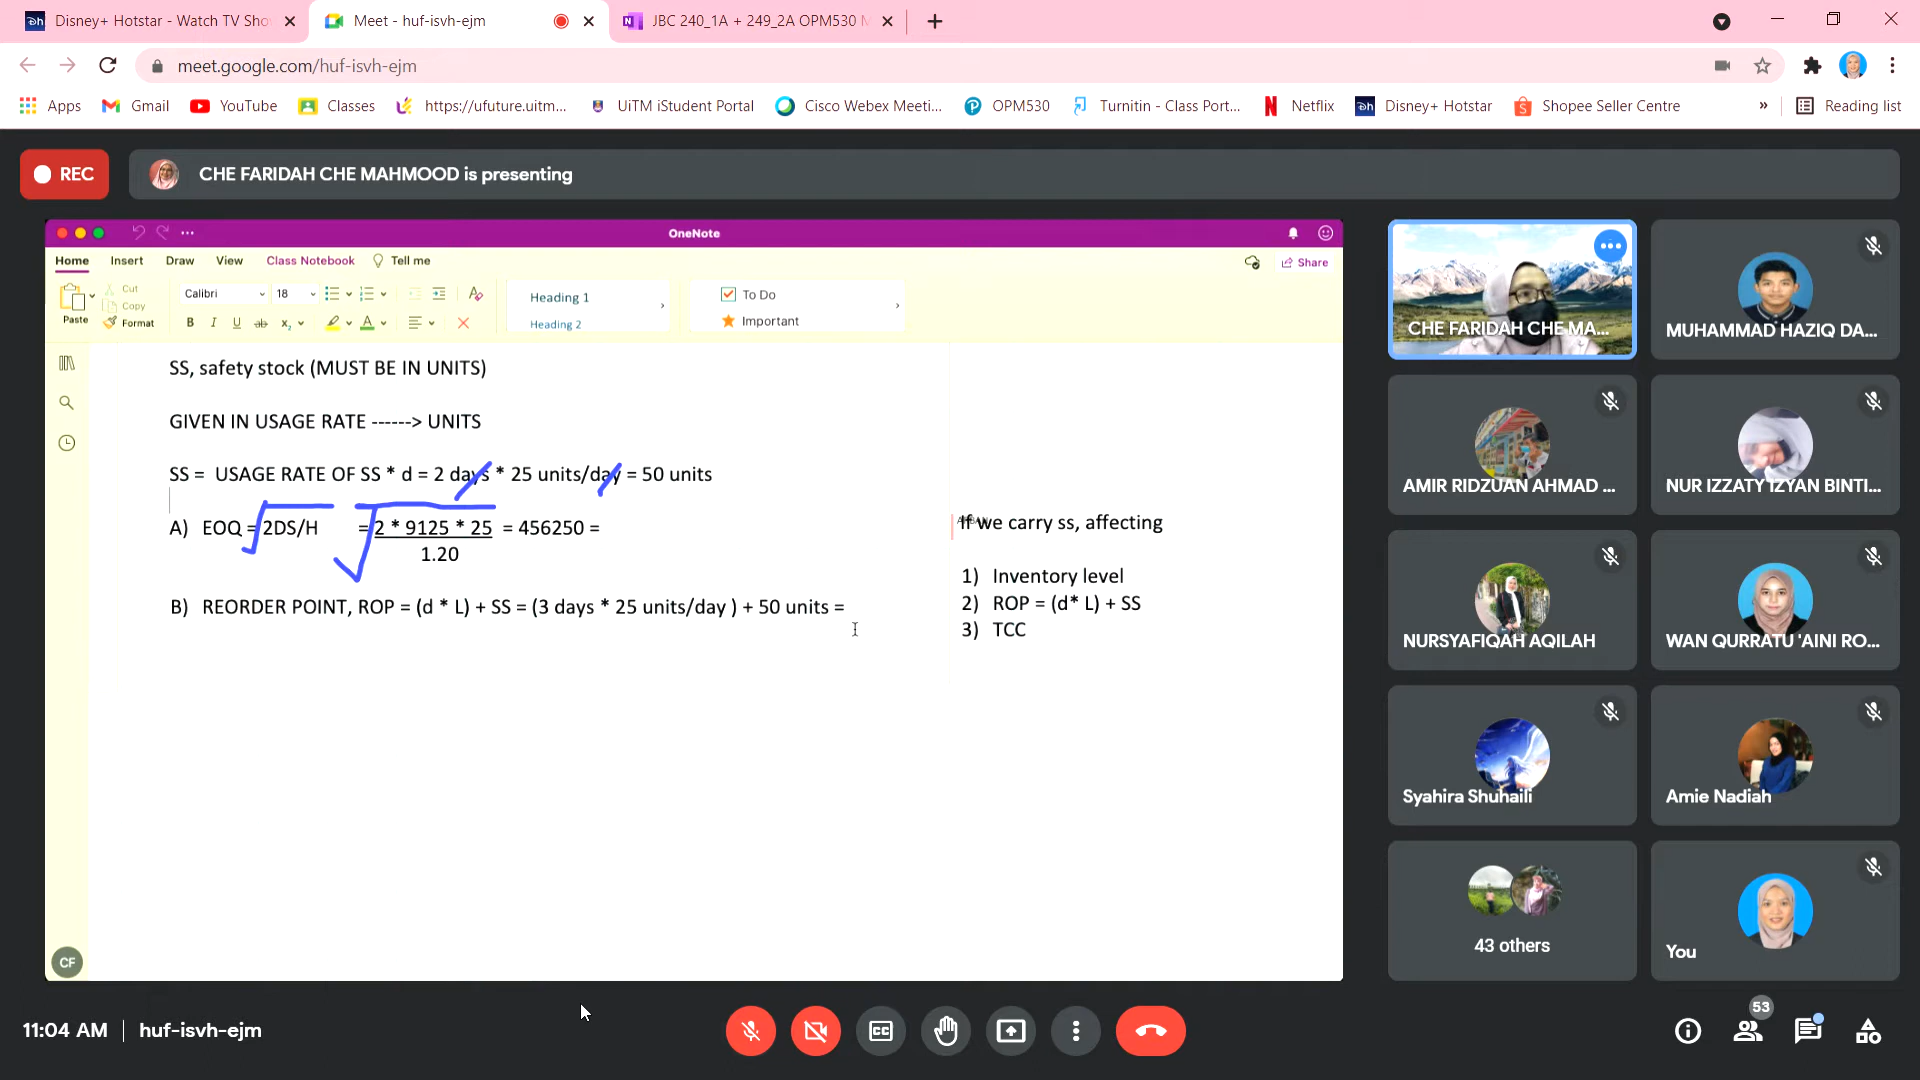 Disney+ Hotstar - Watch TV Sho
Meet - huf-isvh-ejm
JBC 240_1A + 249_2A OPM530 M
meet.google.com/huf-isvh-ejm
Apps
Gmail
YouTube
Classes
https://ufuture.uitm...
UiTM iStudent Portal
Cisco Webex Meeti...
OPM530
Turnitin - Class Port...
Netflix
Disney+ Hotstar
Shopee Seller Centre
»
Reading list
REC
CHE FARIDAH CHE MAHMOOD is presenting
OneNote
Home Insert Draw View Class Notebook Tell me
Share
Paste
Cut
Copy
Format
Calibri 18
B I U ab x₂ A
Heading 1
Heading 2
To Do
Important
SS, safety stock (MUST BE IN UNITS)
GIVEN IN USAGE RATE ------> UNITS
SS = USAGE RATE OF SS * d = 2 days * 25 units/day = 50 units
A) EOQ = √2DS/H = √2 * 9125 * 25 = 456250 =
1.20
B) REORDER POINT, ROP = (d * L) + SS = (3 days * 25 units/day ) + 50 units =
If we carry ss, affecting
1) Inventory level
2) ROP = (d* L) + SS
3) TCC
CF
CHE FARIDAH CHE MA...
MUHAMMAD HAZIQ DA...
AMIR RIDZUAN AHMAD ...
NUR IZZATY IZYAN BINTI...
NURSYAFIQAH AQILAH
WAN QURRATU 'AINI RO...
Syahira Shuhaili
Amie Nadiah
43 others
You
11:04 AM | huf-isvh-ejm
CC
53